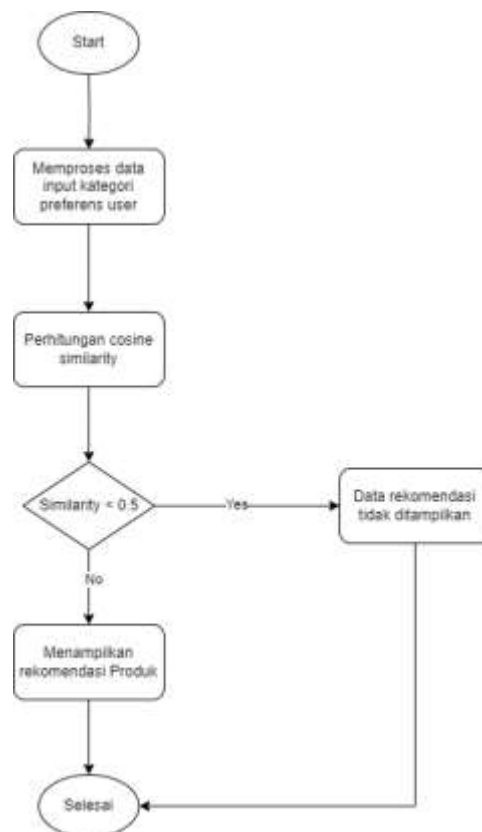 Start
Memproses data
input kategori
preferens user
Perhitungan cosine
similarity
Similarity < 0.5
Yes
Data rekomendasi
tidak ditampilkan
No
Menampilkan
rekomendasi Produk
Selesai